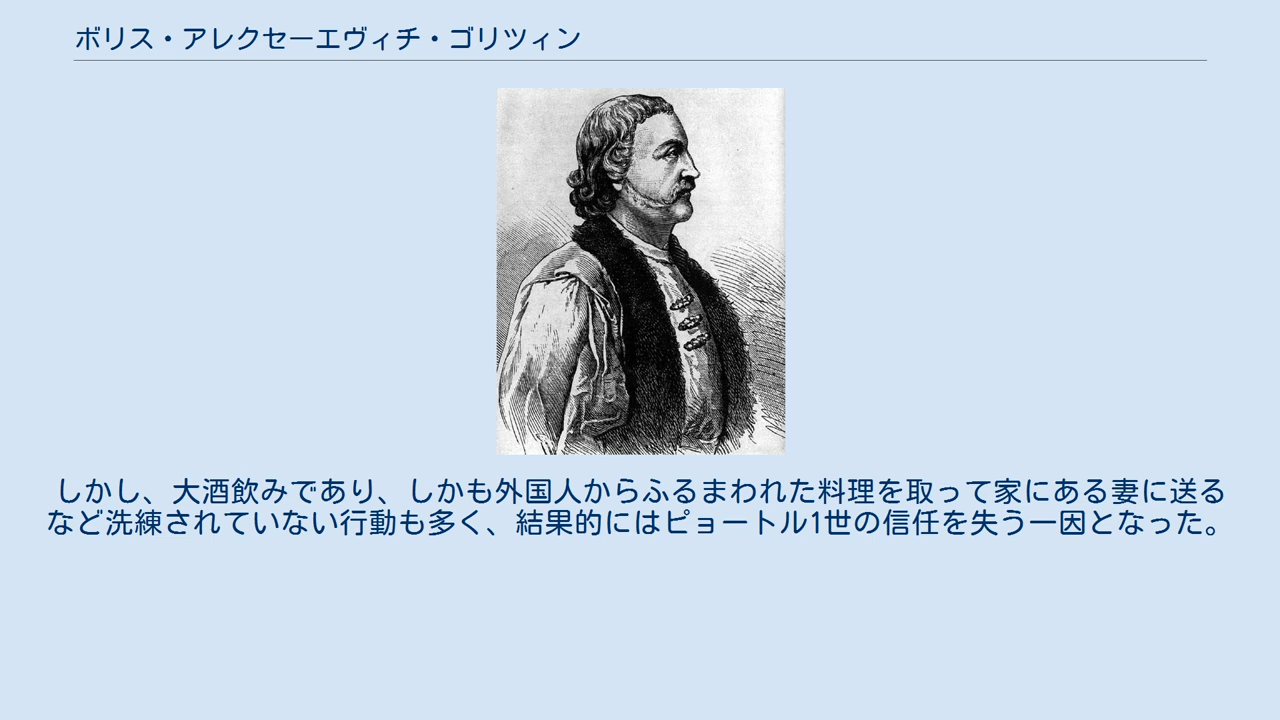 ボリス・アレクセーエヴィチ・ゴリツィン
しかし、大酒飲みであり、しかも外国人からふるまわれた料理を取って家にある妻に送る
など洗練されていない行動も多く、結果的にはピョートル1世の信任を失う一因となった。